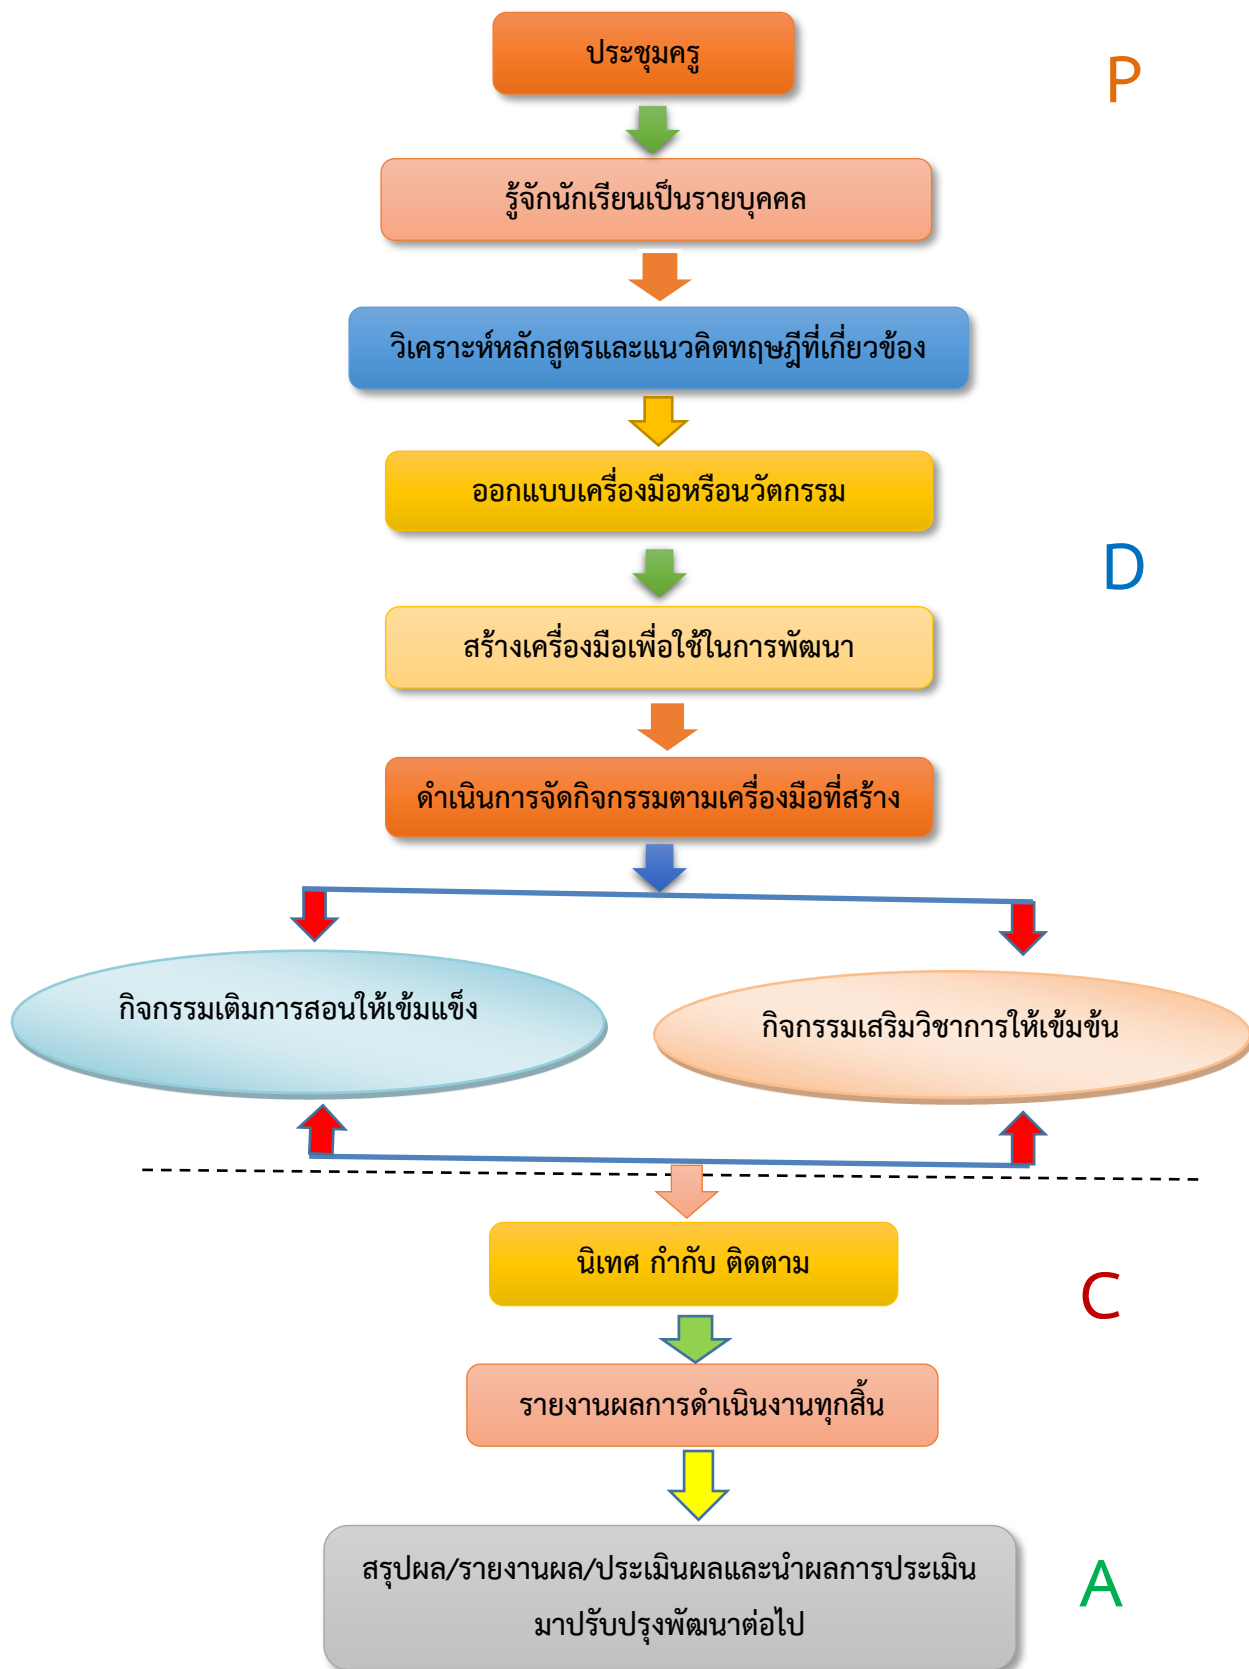 ประชุมครู
P
รู้จักนักเรียนเป็นรายบุคคล
วิเคราะห์หลักสูตรและแนวคิดทฤษฎีที่เกี่ยวข้อง
ออกแบบเครื่องมือหรือนวัตกรรม
D
สร้างเครื่องมือเพื่อใช้ในการพัฒนา
ดำเนินการจัดกิจกรรมตามเครื่องมือที่สร้าง
กิจกรรมเติมการสอนให้เข้มแข็ง
กิจกรรมเสริมวิชาการให้เข้มข้น
นิเทศ กำกับ ติดตาม
C
รายงานผลการดำเนินงานทุกสิ้น
สรุปผล/รายงานผล/ประเมินผลและนำผลการประเมิน
มาปรับปรุงพัฒนาต่อไป
A